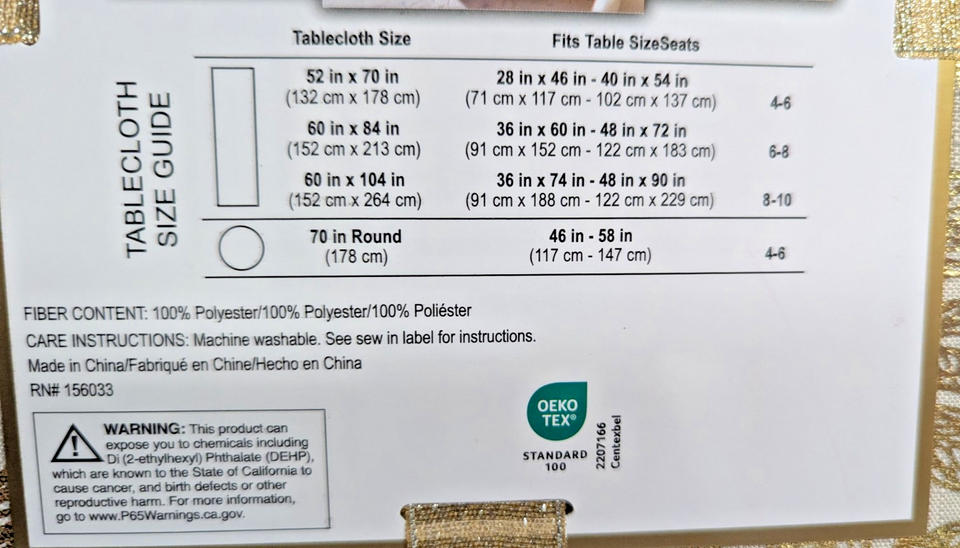 TABLECLOTH
SIZE GUIDE
Tablecloth Size Fits Table SizeSeats
52 in x 70 in 28 in x 46 in - 40 in x 54 in
(132 cm x 178 cm) (71 cm x 117 cm - 102 cm x 137 cm) 4-6
60 in x 84 in 36 in x 60 in - 48 in x 72 in
(152 cm x 213 cm) (91 cm x 152 cm - 122 cm x 183 cm) 6-8
60 in x 104 in 36 in x 74 in - 48 in x 90 in
(152 cm x 264 cm) (91 cm x 188 cm - 122 cm x 229 cm) 8-10
70 in Round 46 in - 58 in
(178 cm) (117 cm - 147 cm) 4-6
FIBER CONTENT: 100% Polyester/100% Polyester/100% Poliéster
CARE INSTRUCTIONS: Machine washable. See sew in label for instructions.
Made in China/Fabriqué en Chine/Hecho en China
RN# 156033
WARNING: This product can
expose you to chemicals including
Di (2-ethylhexyl) Phthalate (DEHP),
which are known to the State of California to
cause cancer, and birth defects or other
reproductive harm. For more information,
go to www.P65Warnings.ca.gov.
OEKO
TEX®
STANDARD
100
2207166
Centexbel